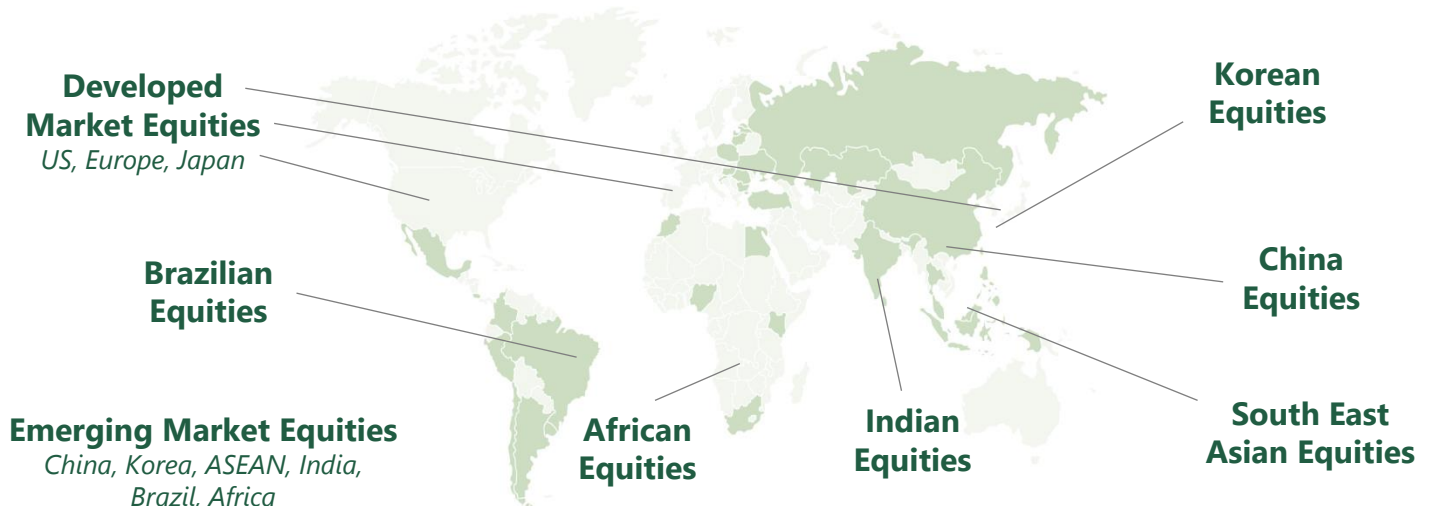 Developed
Market Equities
US, Europe, Japan
Korean
Equities
Brazilian
Equities
China
Equities
Emerging Market Equities
China, Korea, ASEAN, India,
Brazil, Africa
African
Equities
Indian
Equities
South East
Asian Equities